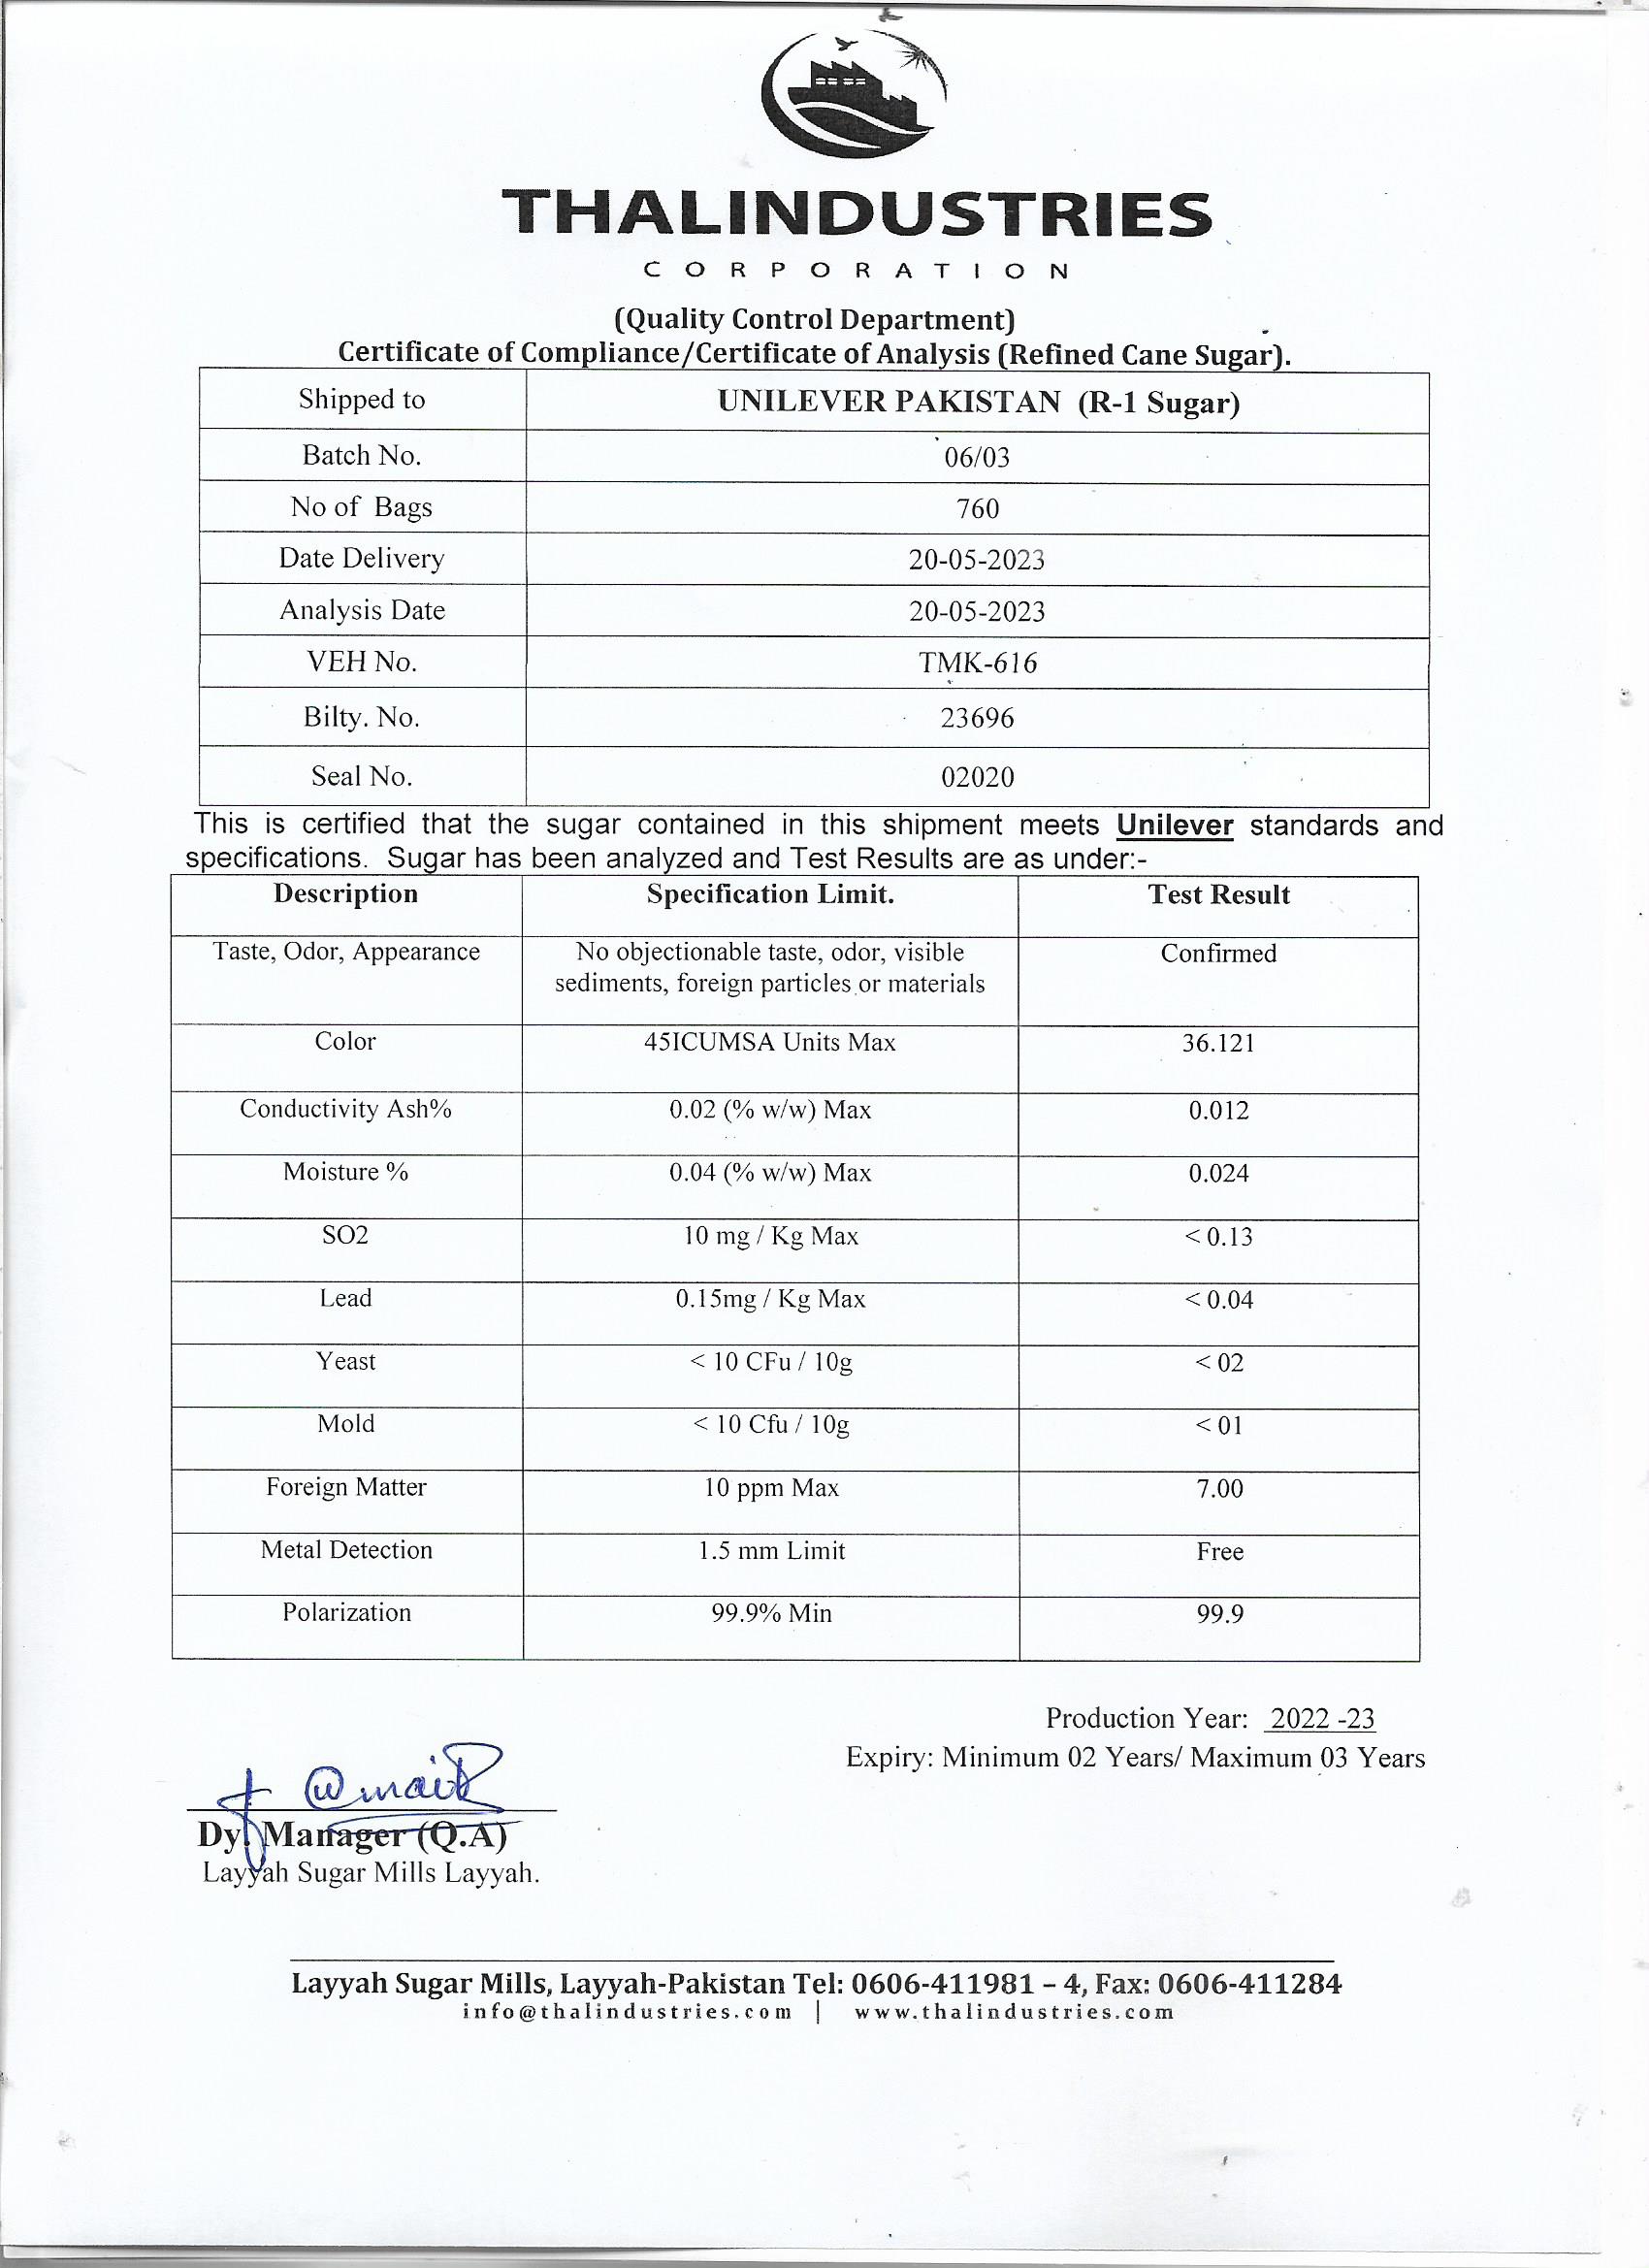 THALINDUSTRIES
CORPORATION
(Quality Control Department)
Certificate of Compliance/Certificate of Analysis (Refined Cane Sugar).
Shipped to UNILEVER PAKISTAN (R-1 Sugar)
Batch No. 06/03
No of Bags 760
Date Delivery 20-05-2023
Analysis Date 20-05-2023
VEH No. TMK-616
Bilty. No. 23696
Seal No. 02020
This is certified that the sugar contained in this shipment meets Unilever standards and
specifications. Sugar has been analyzed and Test Results are as under:-
Description Specification Limit. Test Result
Taste, Odor, Appearance No objectionable taste, odor, visible Confirmed
sediments, foreign particles or materials
Color 45ICUMSA Units Max 36.121
Conductivity Ash% 0.02 (% w/w) Max 0.012
Moisture % 0.04 (% w/w) Max 0.024
SO2 10 mg / Kg Max < 0.13
Lead 0.15mg / Kg Max < 0.04
Yeast < 10 CFu / 10g < 02
Mold < 10 Cfu / 10g < 01
Foreign Matter 10 ppm Max 7.00
Metal Detection 1.5 mm Limit Free
Polarization 99.9% Min 99.9
Production Year: 2022 -23
Expiry: Minimum 02 Years/ Maximum 03 Years
Dy. Manager (Q.A)
Layyah Sugar Mills Layyah.
Layyah Sugar Mills, Layyah-Pakistan Tel: 0606-411981 – 4, Fax: 0606-411284
info@thalindustries.com | www.thalindustries.com